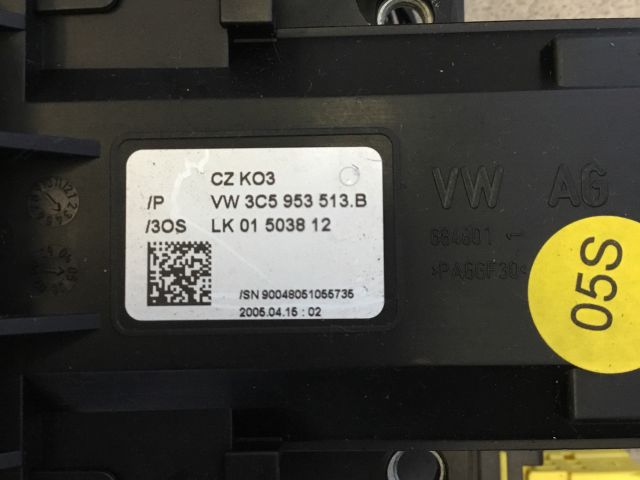 CZ KO3
/P VW 3C5 953 513.B
/3OS LK 01 5038 12
/SN 90048051055735
2005.04.15 : 02
VW AG
>PA6GF30<
05S